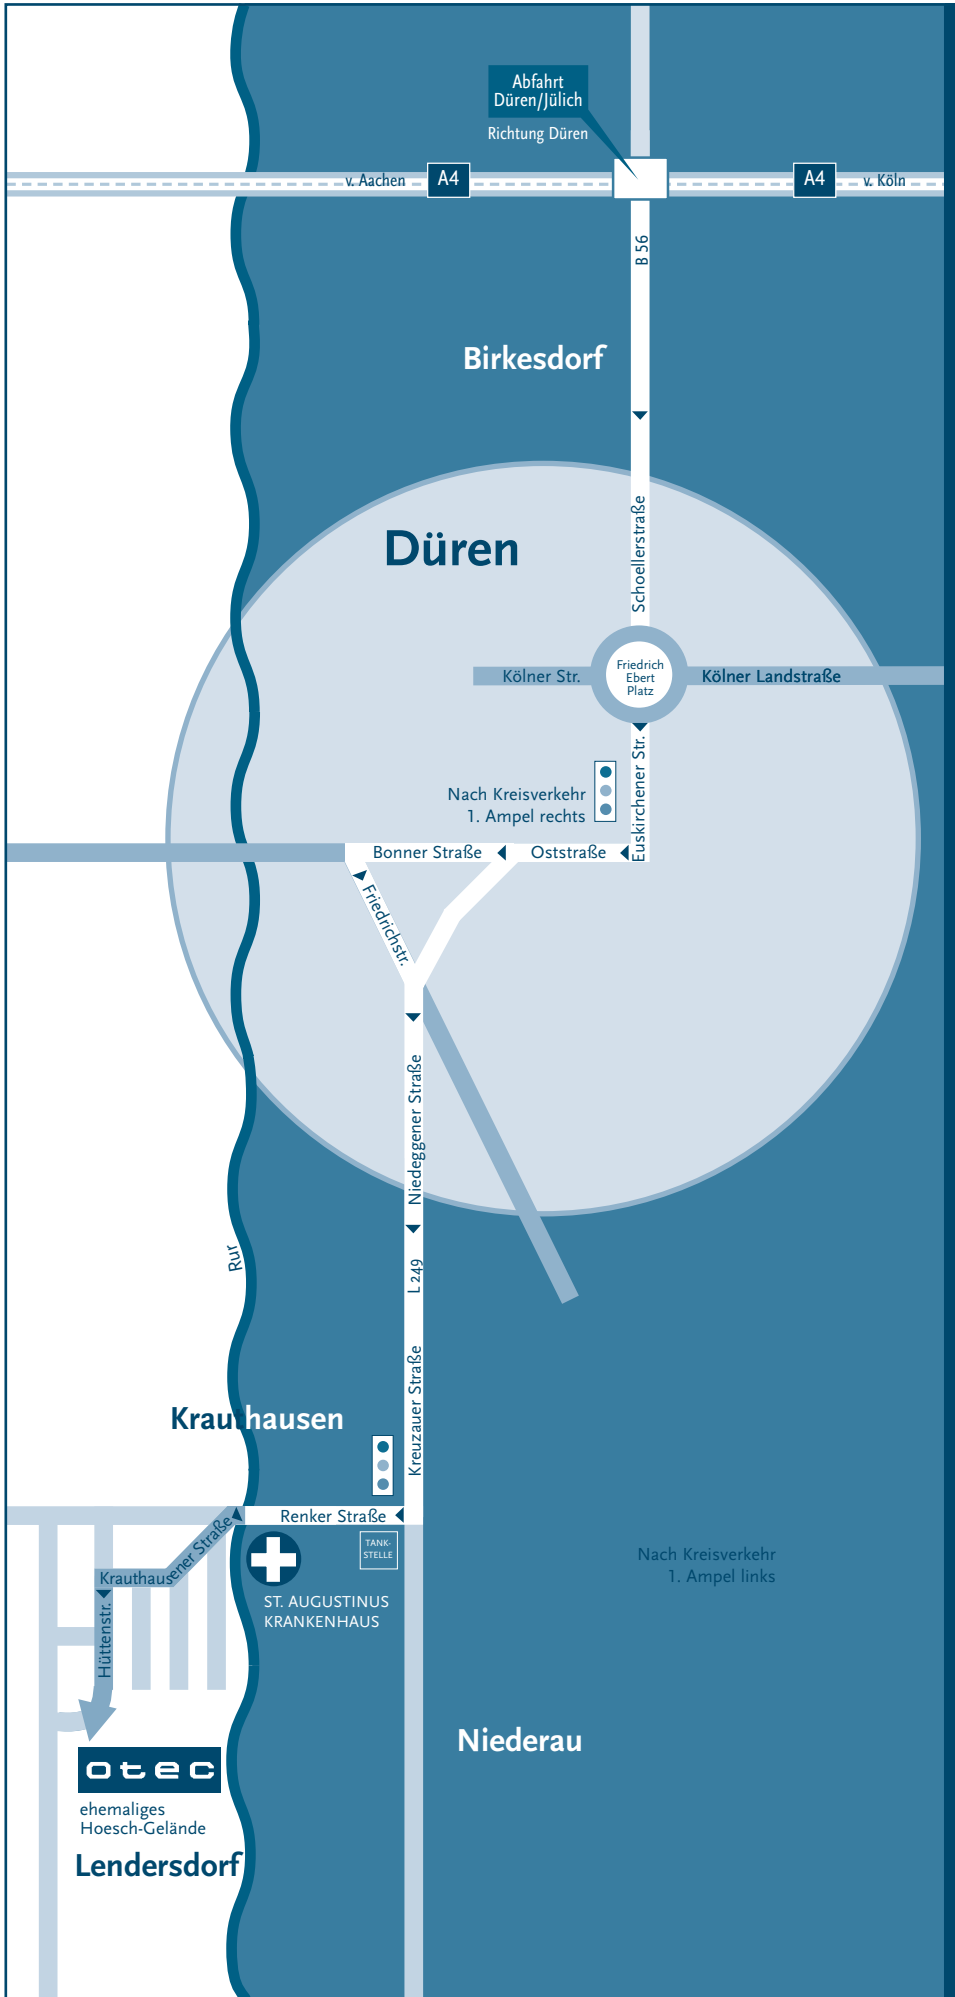 Abfahrt
Düren/Jülich
Richtung Düren
v. Aachen
A4
A4
v. Köln
B 56
Birkesdorf
Schoellerstraße
Düren
Kölner Str.
Friedrich
Ebert
Platz
Kölner Landstraße
Euskirchener Str.
Nach Kreisverkehr
1. Ampel rechts
Bonner Straße
Oststraße
Friedrichstr.
Niedeggener Straße
Rur
L 249
Kreuzauer Straße
Krauthausen
Renker Straße
Krauthausener Straße
TANK-
STELLE
Nach Kreisverkehr
1. Ampel links
ST. AUGUSTINUS
KRANKENHAUS
Hüttenstr.
Niederau
otec
ehemaliges
Hoesch-Gelände
Lendersdorf